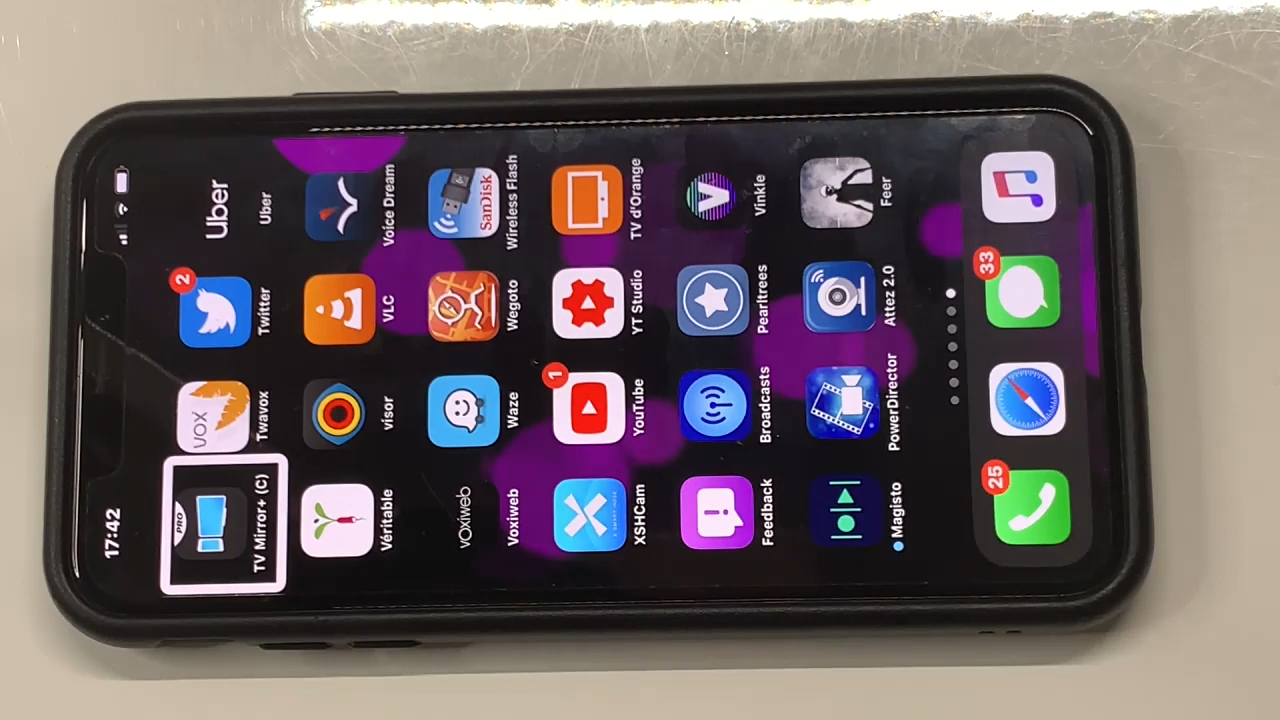 17:42
PRO
UOX
2
Uber
TV Mirror+ (C)
Twavox
Twitter
Uber
Véritable
visor
VLC
Voice Dream
voxiweb
SanDisk
Voxiweb
Waze
Wegoto
Wireless Flash
1
XSHCam
YouTube
YT Studio
TV d'Orange
V
Feedback
Broadcasts
Pearltrees
Vinkle
Magisto
PowerDirector
Attez 2.0
Feer
25
33